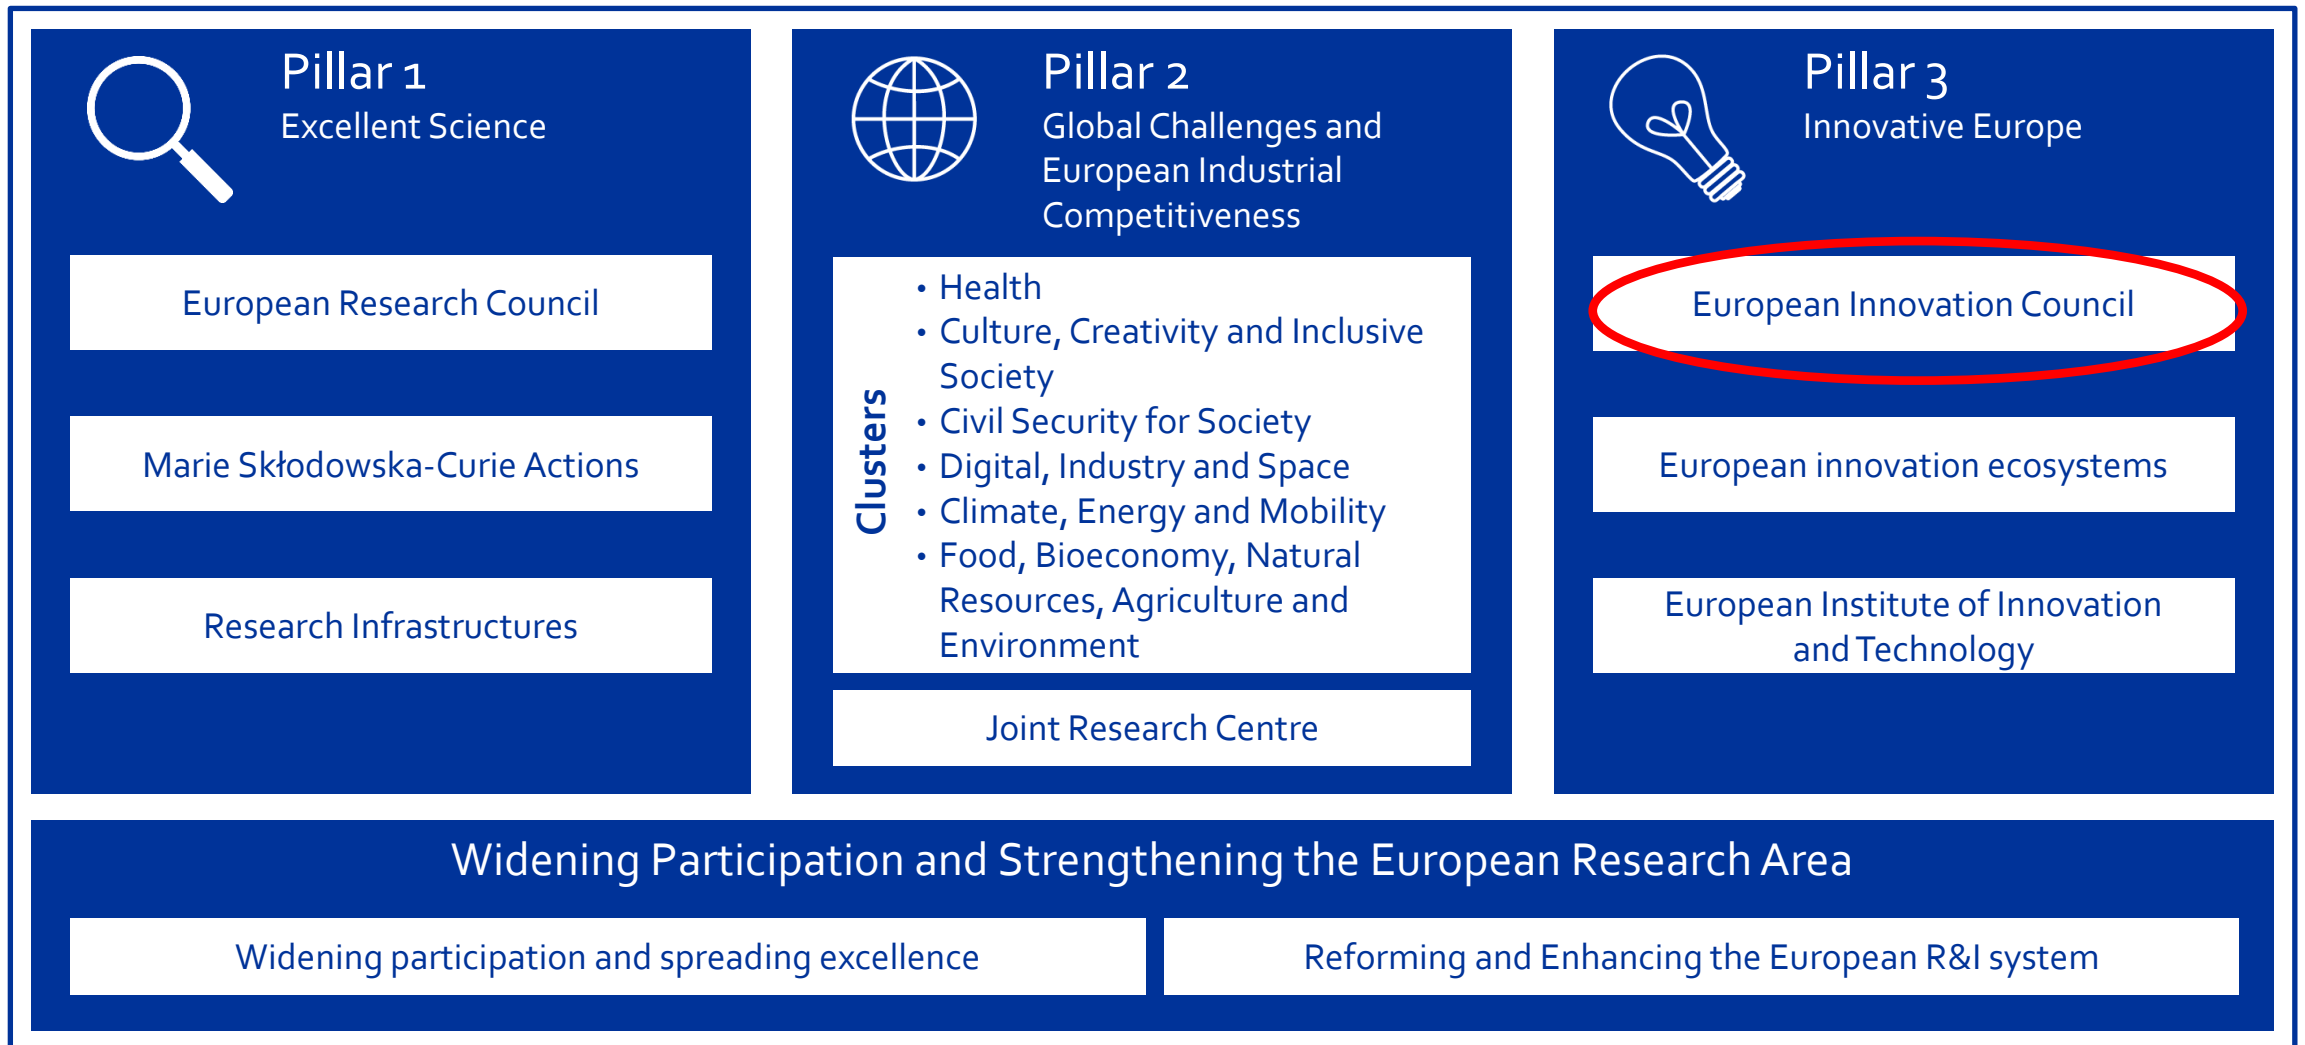 Pillar 1
Excellent Science
European Research Council
Marie Skłodowska-Curie Actions
Research Infrastructures
Pillar 2
Global Challenges and
European Industrial
Competitiveness
Clusters
• Health
• Culture, Creativity and Inclusive
Society
• Civil Security for Society
• Digital, Industry and Space
• Climate, Energy and Mobility
• Food, Bioeconomy, Natural
Resources, Agriculture and
Environment
Joint Research Centre
Pillar 3
Innovative Europe
European Innovation Council
European innovation ecosystems
European Institute of Innovation
and Technology
Widening Participation and Strengthening the European Research Area
Widening participation and spreading excellence
Reforming and Enhancing the European R&I system